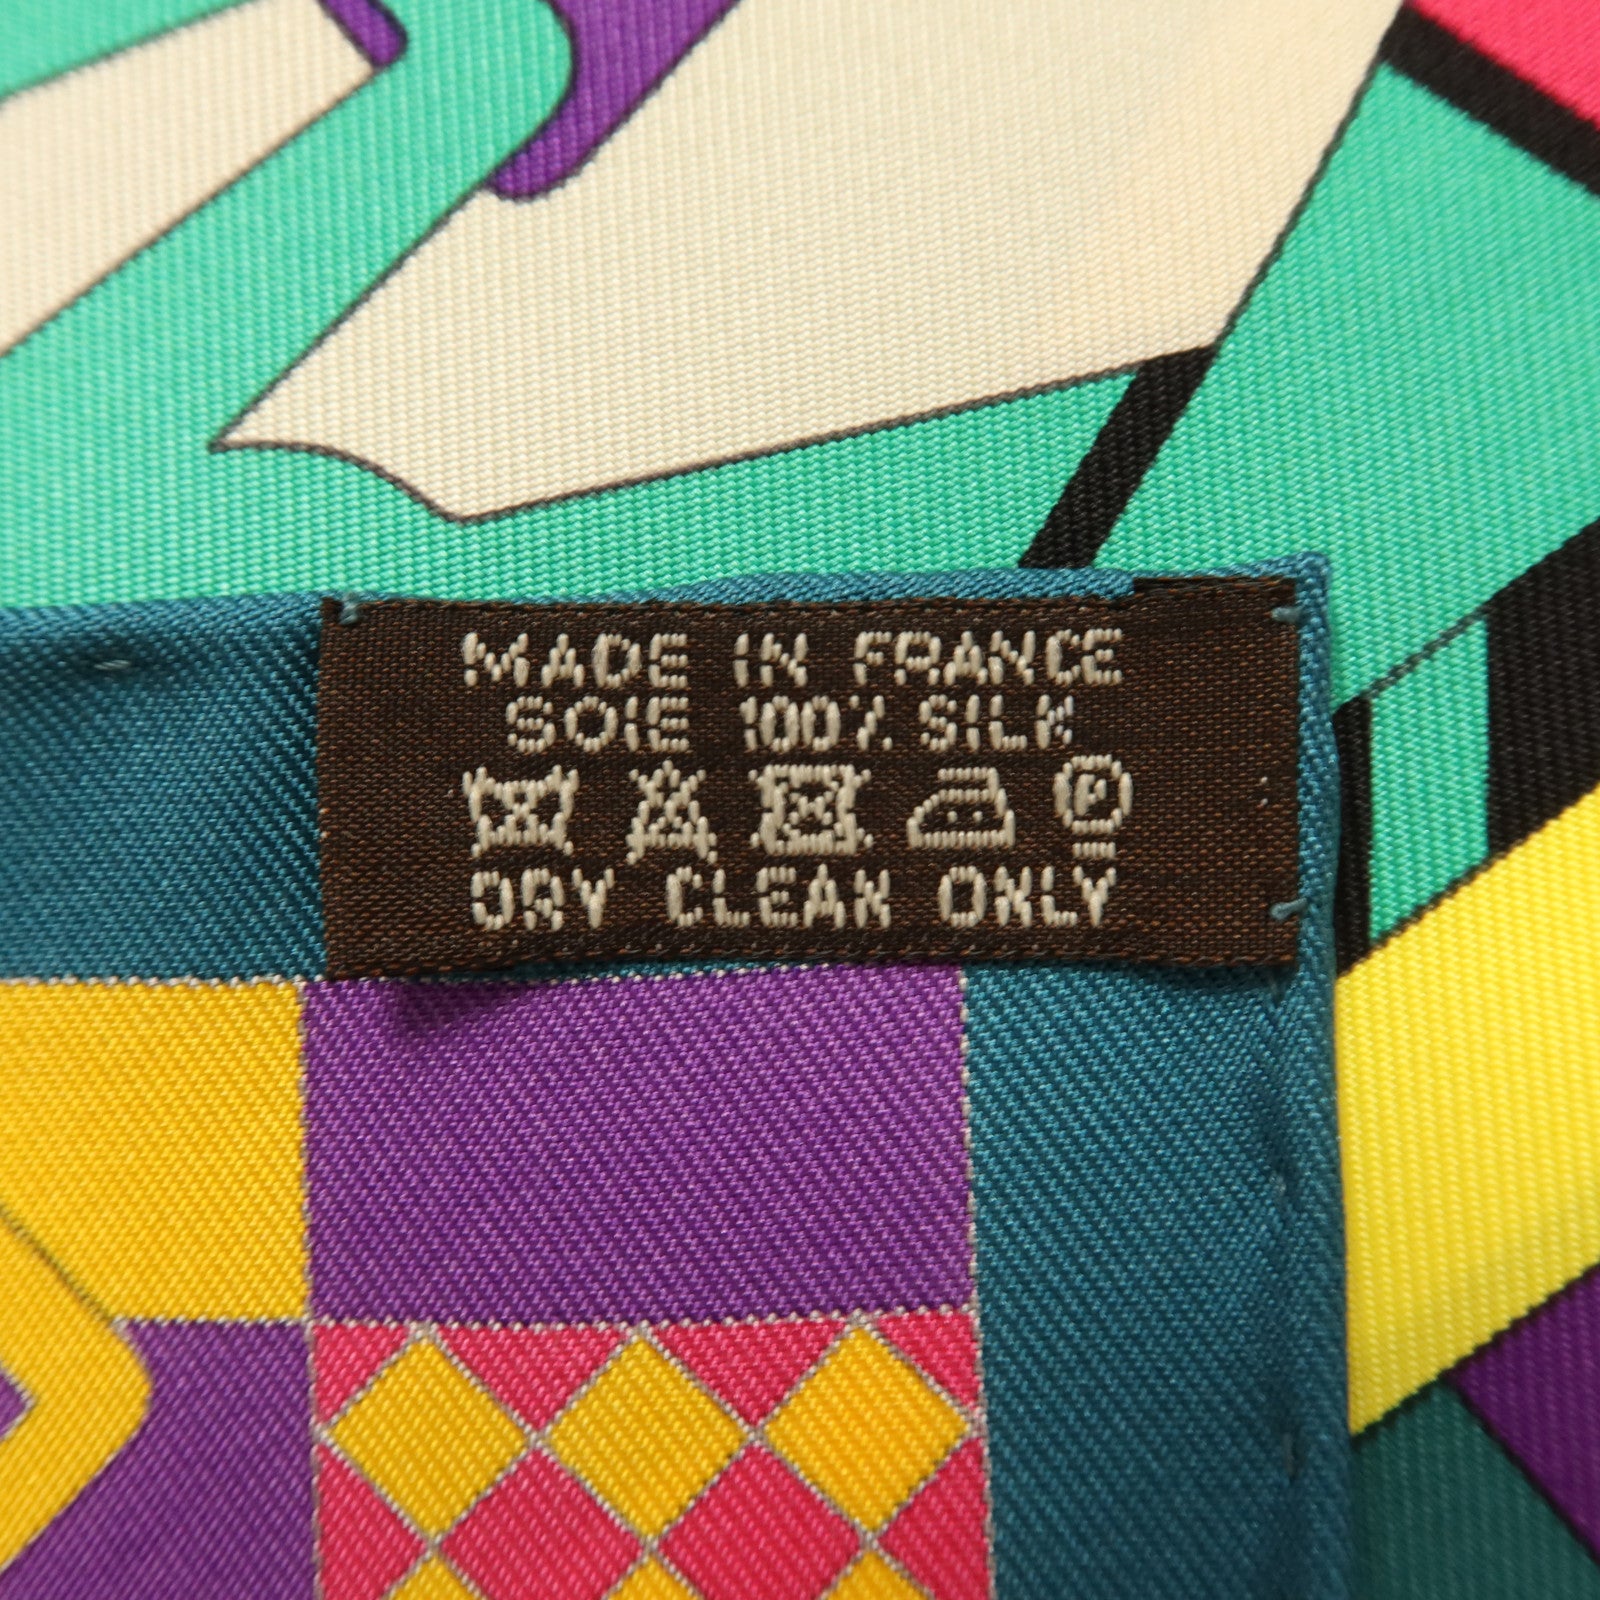 MADE IN FRANCE
SOIE 100% SILK
P
DRY CLEAN ONLY